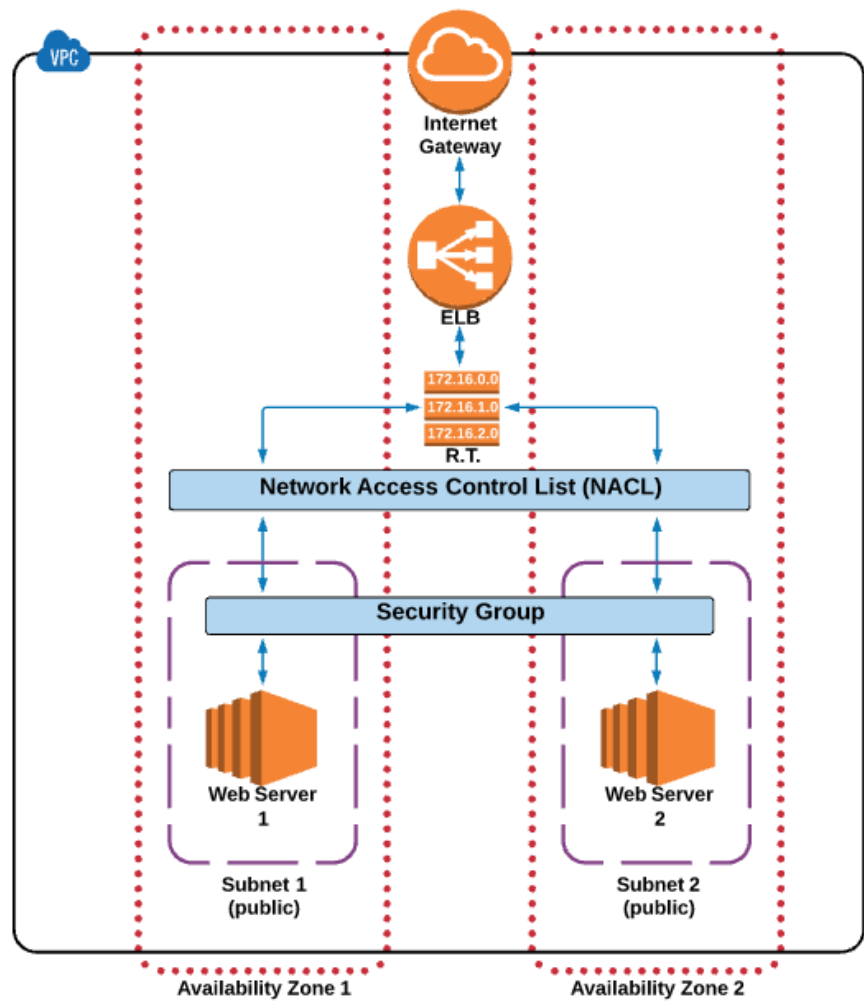 VPC
Internet
Gateway
ELB
172.16.0.0
172.16.1.0
172.16.2.0
R.T.
Network Access Control List (NACL)
Security Group
Web Server
1
Web Server
2
Subnet 1
(public)
Subnet 2
(public)
Availability Zone 1
Availability Zone 2